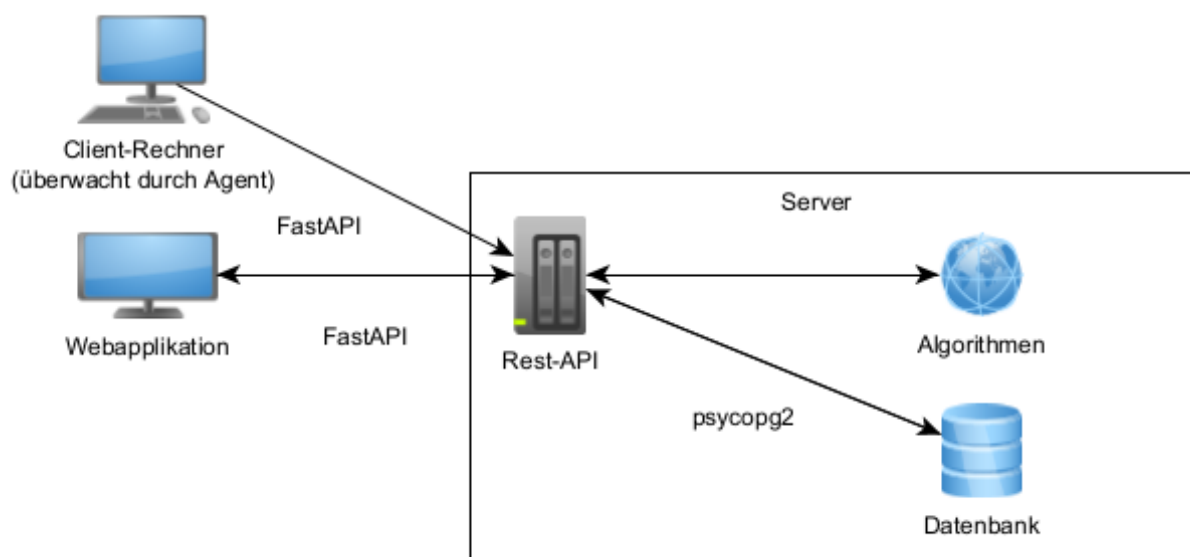 Client-Rechner
(überwacht durch Agent)
Server
FastAPI
Webapplikation
FastAPI
Rest-API
Algorithmen
psycopg2
Datenbank